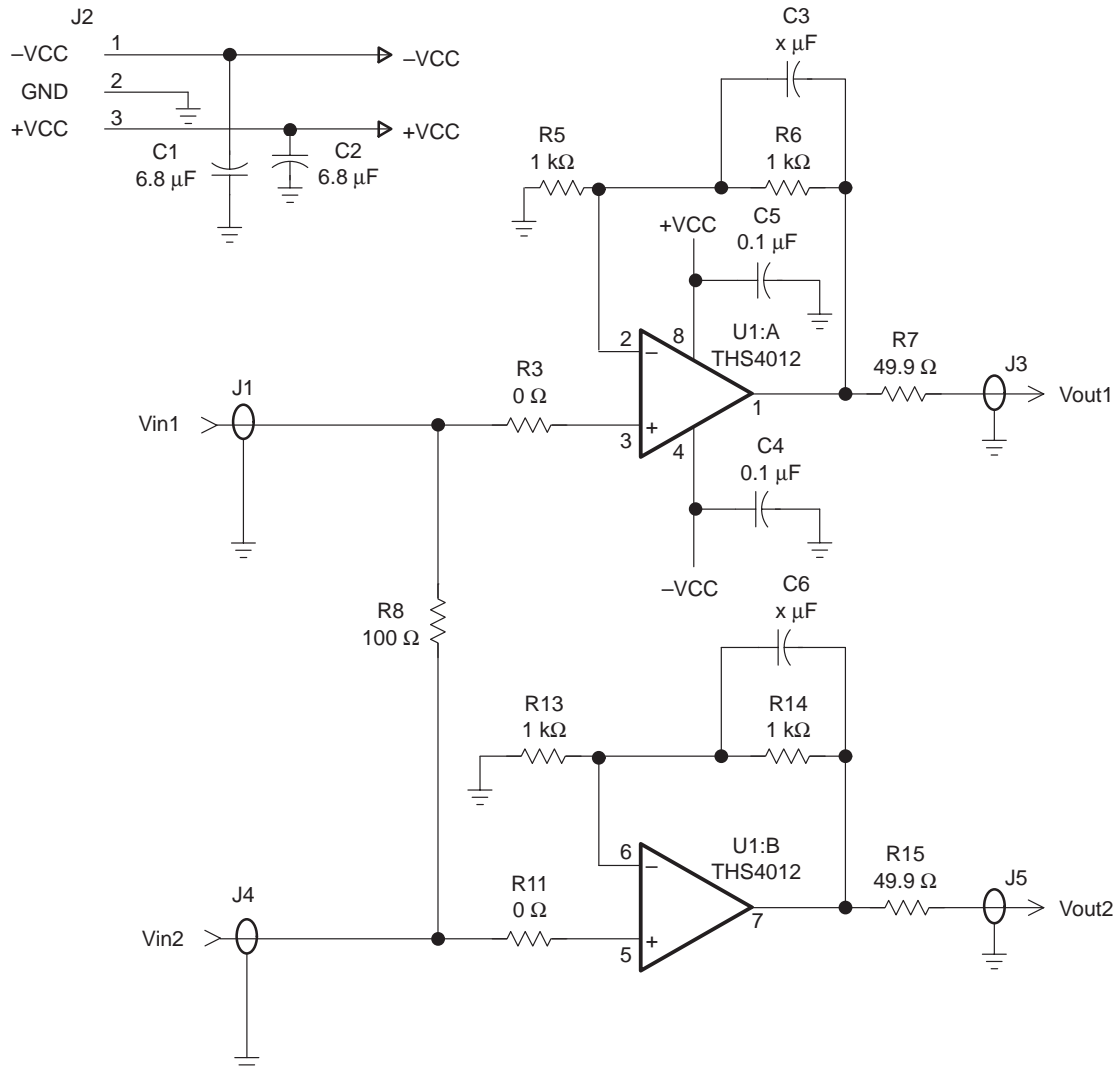 J2
–VCC
1
–VCC
GND
2
+VCC
3
+VCC
C1
6.8 µF
C2
6.8 µF
C3
x µF
R5
1 kΩ
R6
1 kΩ
+VCC
C5
0.1 µF
2
–
8
U1:A
THS4012
R7
49.9 Ω
J3
Vout1
1
J1
Vin1
R3
0 Ω
3
+
4
C4
0.1 µF
–VCC
R8
100 Ω
C6
x µF
R13
1 kΩ
R14
1 kΩ
6
–
U1:B
THS4012
R15
49.9 Ω
J5
Vout2
7
J4
Vin2
R11
0 Ω
5
+